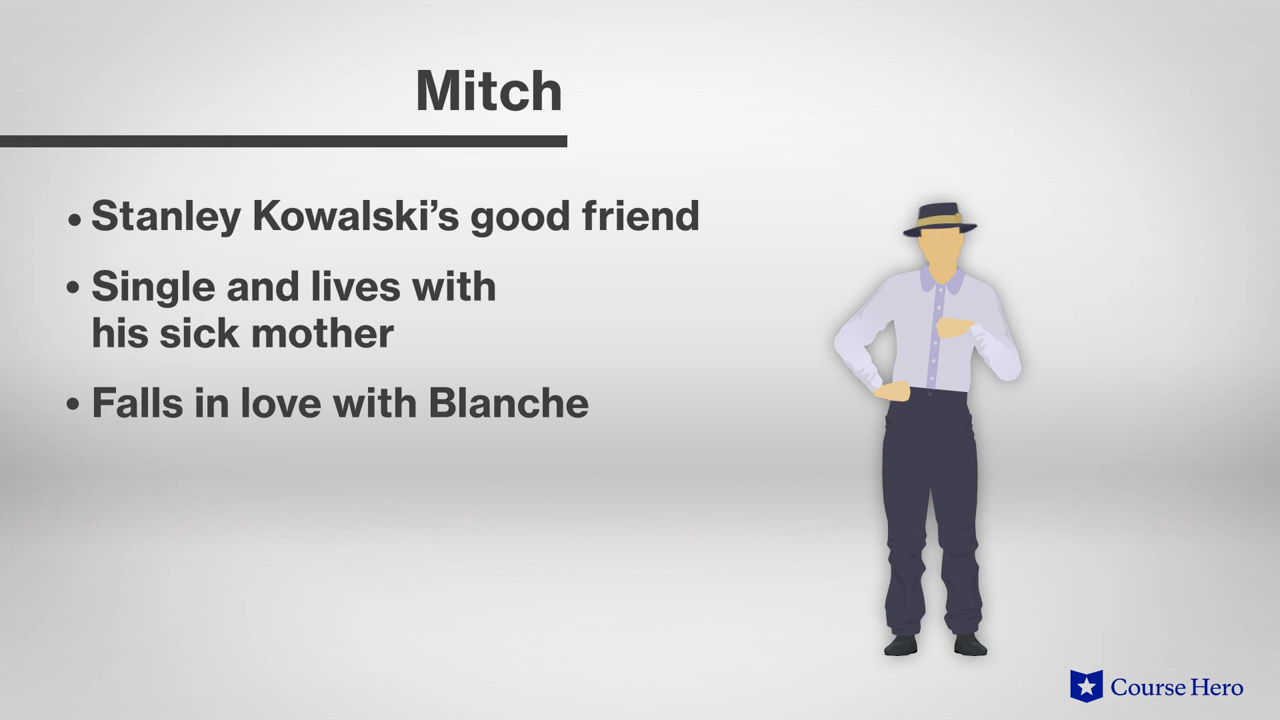 Mitch
• Stanley Kowalski’s good friend
• Single and lives with
his sick mother
• Falls in love with Blanche
Course Hero